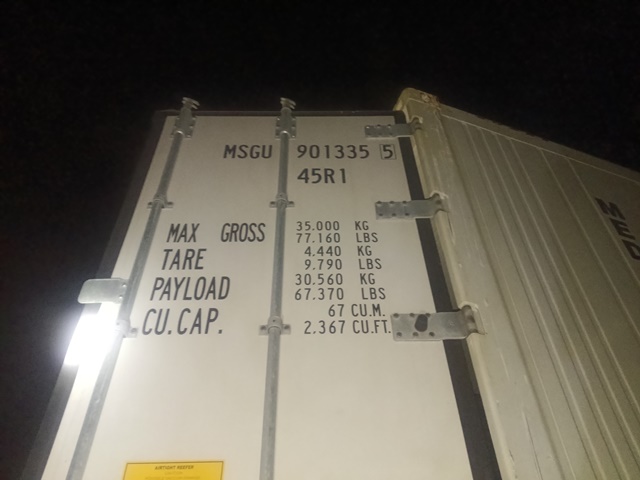 MSGU 901335 5
45R1
MAX GROSS 35.000 KG
77.160 LBS
TARE 4.440 KG
9.790 LBS
PAYLOAD 30.560 KG
67.370 LBS
CU.CAP. 67 CU.M.
2.367 CU.FT.
M
E
D